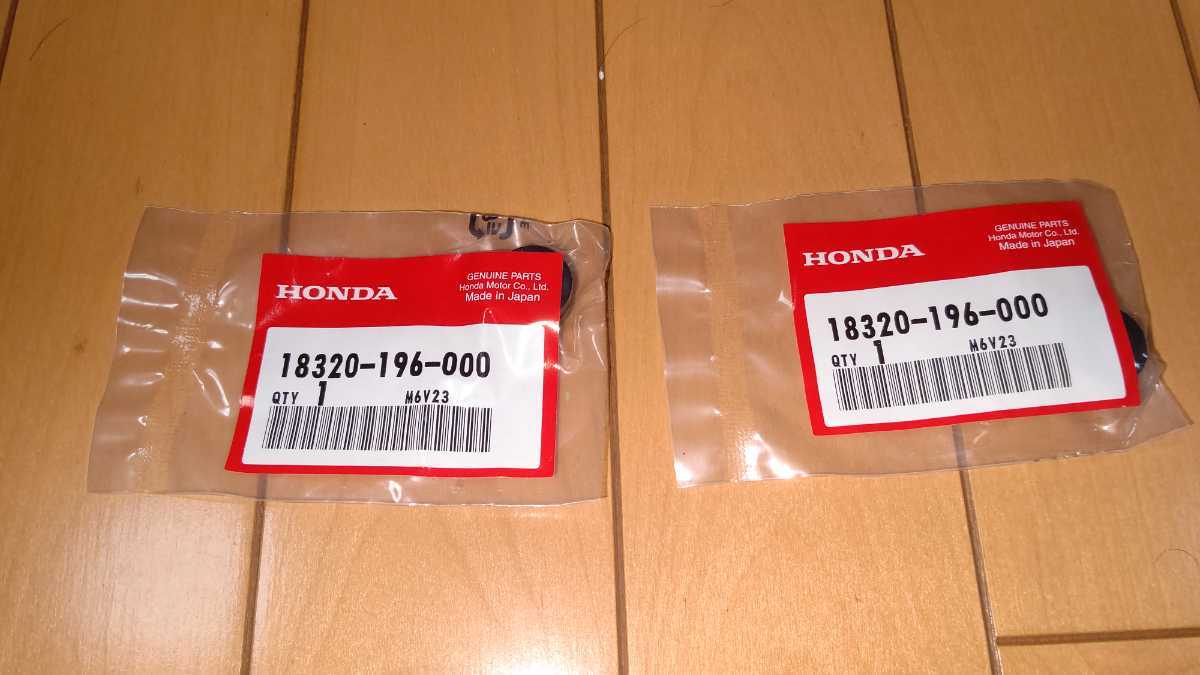 HONDA
GENUINE PARTS
Honda Motor Co., Ltd.
Made in Japan
18320-196-000
QTY 1 M6V23
HONDA
GENUINE PARTS
Honda Motor Co., Ltd.
Made in Japan
18320-196-000
QTY 1 M6V23